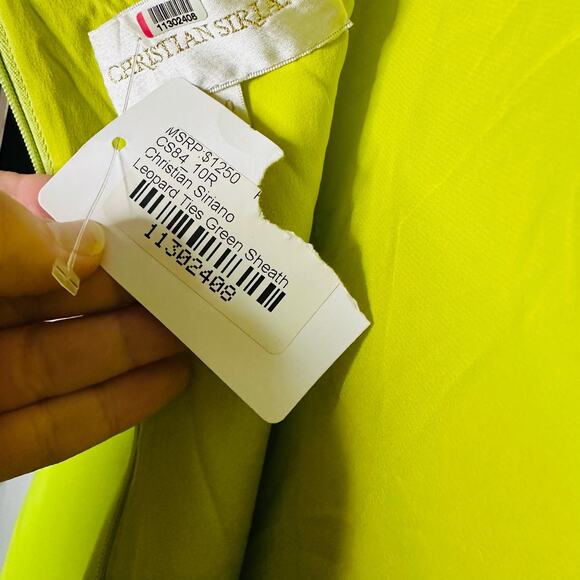 11302408
CHRISTIAN SIRIA
MSRP:$1250
CS84 10R
Christian Siriano
Leopard Ties Green Sheath
11302408